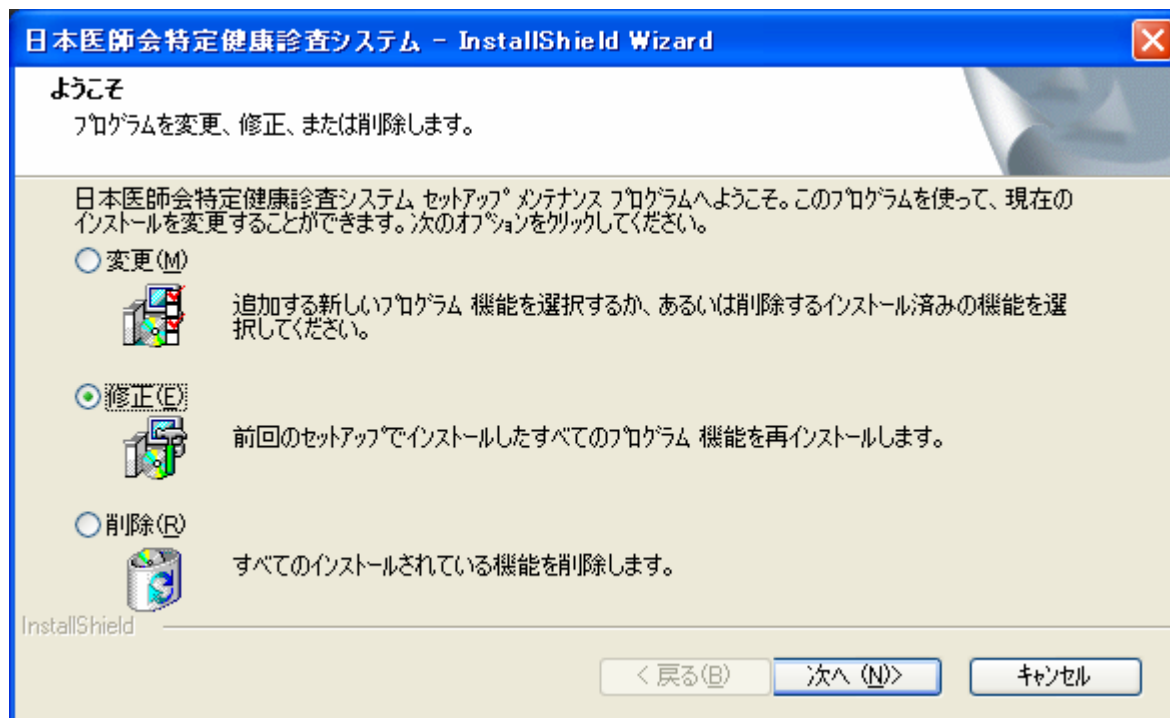 日本医師会特定健康診査システム - InstallShield Wizard
ようこそ
プログラムを変更、修正、または削除します。
日本医師会特定健康診査システム セットアップ メンテナンス プログラムへようこそ。このプログラムを使って、現在の
インストールを変更することができます。次のオプションをクリックしてください。
変更(M)
追加する新しいプログラム 機能を選択するか、あるいは削除するインストール済みの機能を選
択してください。
修正(E)
前回のセットアップでインストールしたすべてのプログラム 機能を再インストールします。
削除(R)
すべてのインストールされている機能を削除します。
InstallShield
< 戻る(B)
次へ (N)>
キャンセル